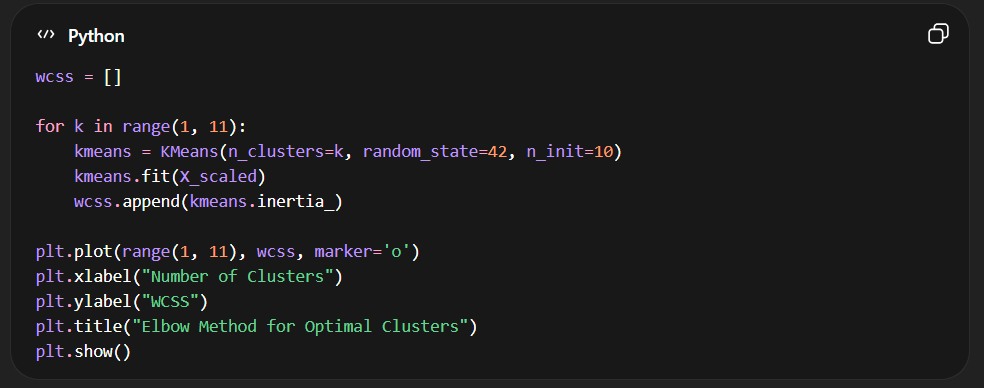 Python
wcss = []
for k in range(1, 11):
    kmeans = KMeans(n_clusters=k, random_state=42, n_init=10)
    kmeans.fit(X_scaled)
    wcss.append(kmeans.inertia_)
plt.plot(range(1, 11), wcss, marker='o')
plt.xlabel("Number of Clusters")
plt.ylabel("WCSS")
plt.title("Elbow Method for Optimal Clusters")
plt.show()